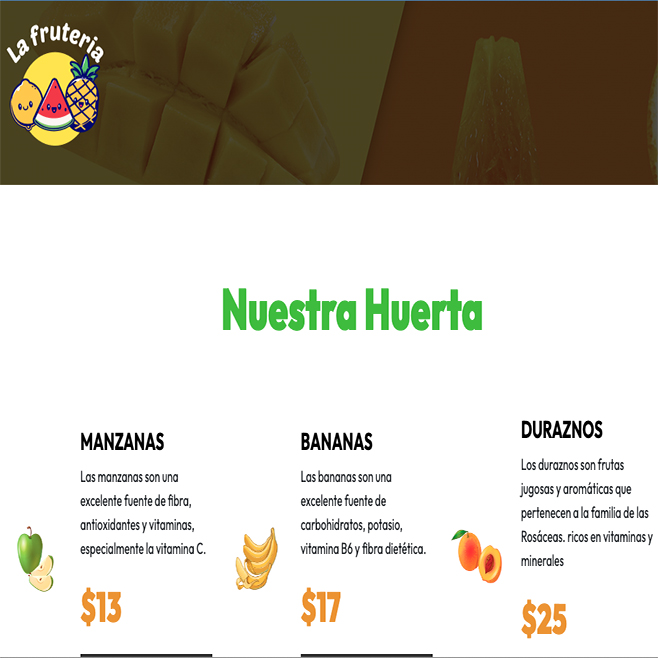 La fruteria
Nuestra Huerta
MANZANAS
Las manzanas son una
excelente fuente de fibra,
antioxidantes y vitaminas,
especialmente la vitamina C.
$13
BANANAS
Las bananas son una
excelente fuente de
carbohidratos, potasio,
vitamina B6 y fibra dietética.
$17
DURAZNOS
Los duraznos son frutas
jugosas y aromáticas que
pertenecen a la familia de las
Rosáceas. ricos en vitaminas y
minerales
$25